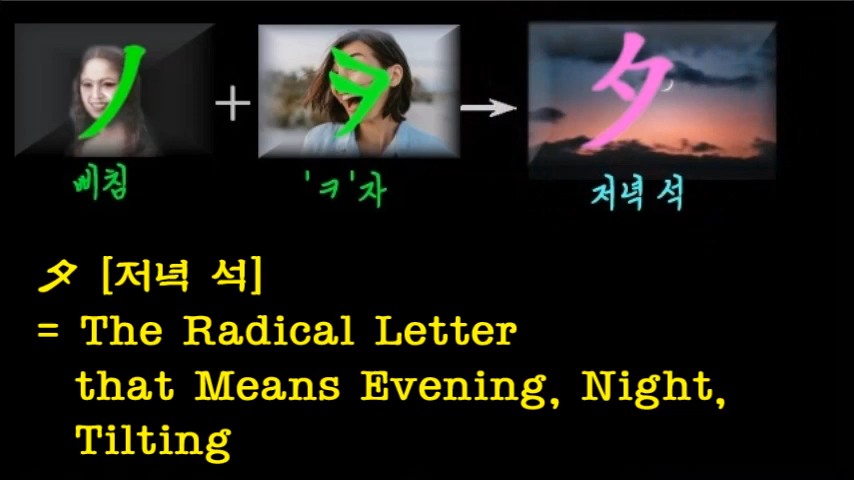 丿 + ㅋ → 夕
삐침 'ㅋ'자 저녁 석
夕 [저녁 석]
= The Radical Letter
that Means Evening, Night,
Tilting